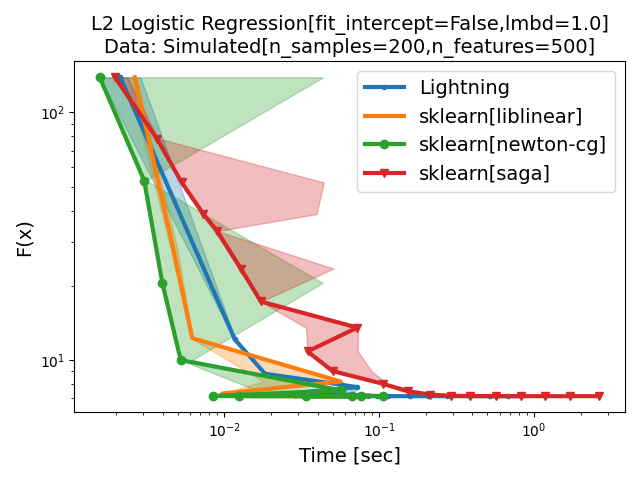 L2 Logistic Regression[fit_intercept=False,lmbd=1.0]
Data: Simulated[n_samples=200,n_features=500]
Lightning
sklearn[liblinear]
sklearn[newton-cg]
sklearn[saga]
F(x)
10²
10¹
10⁻² 10⁻¹ 10⁰
Time [sec]